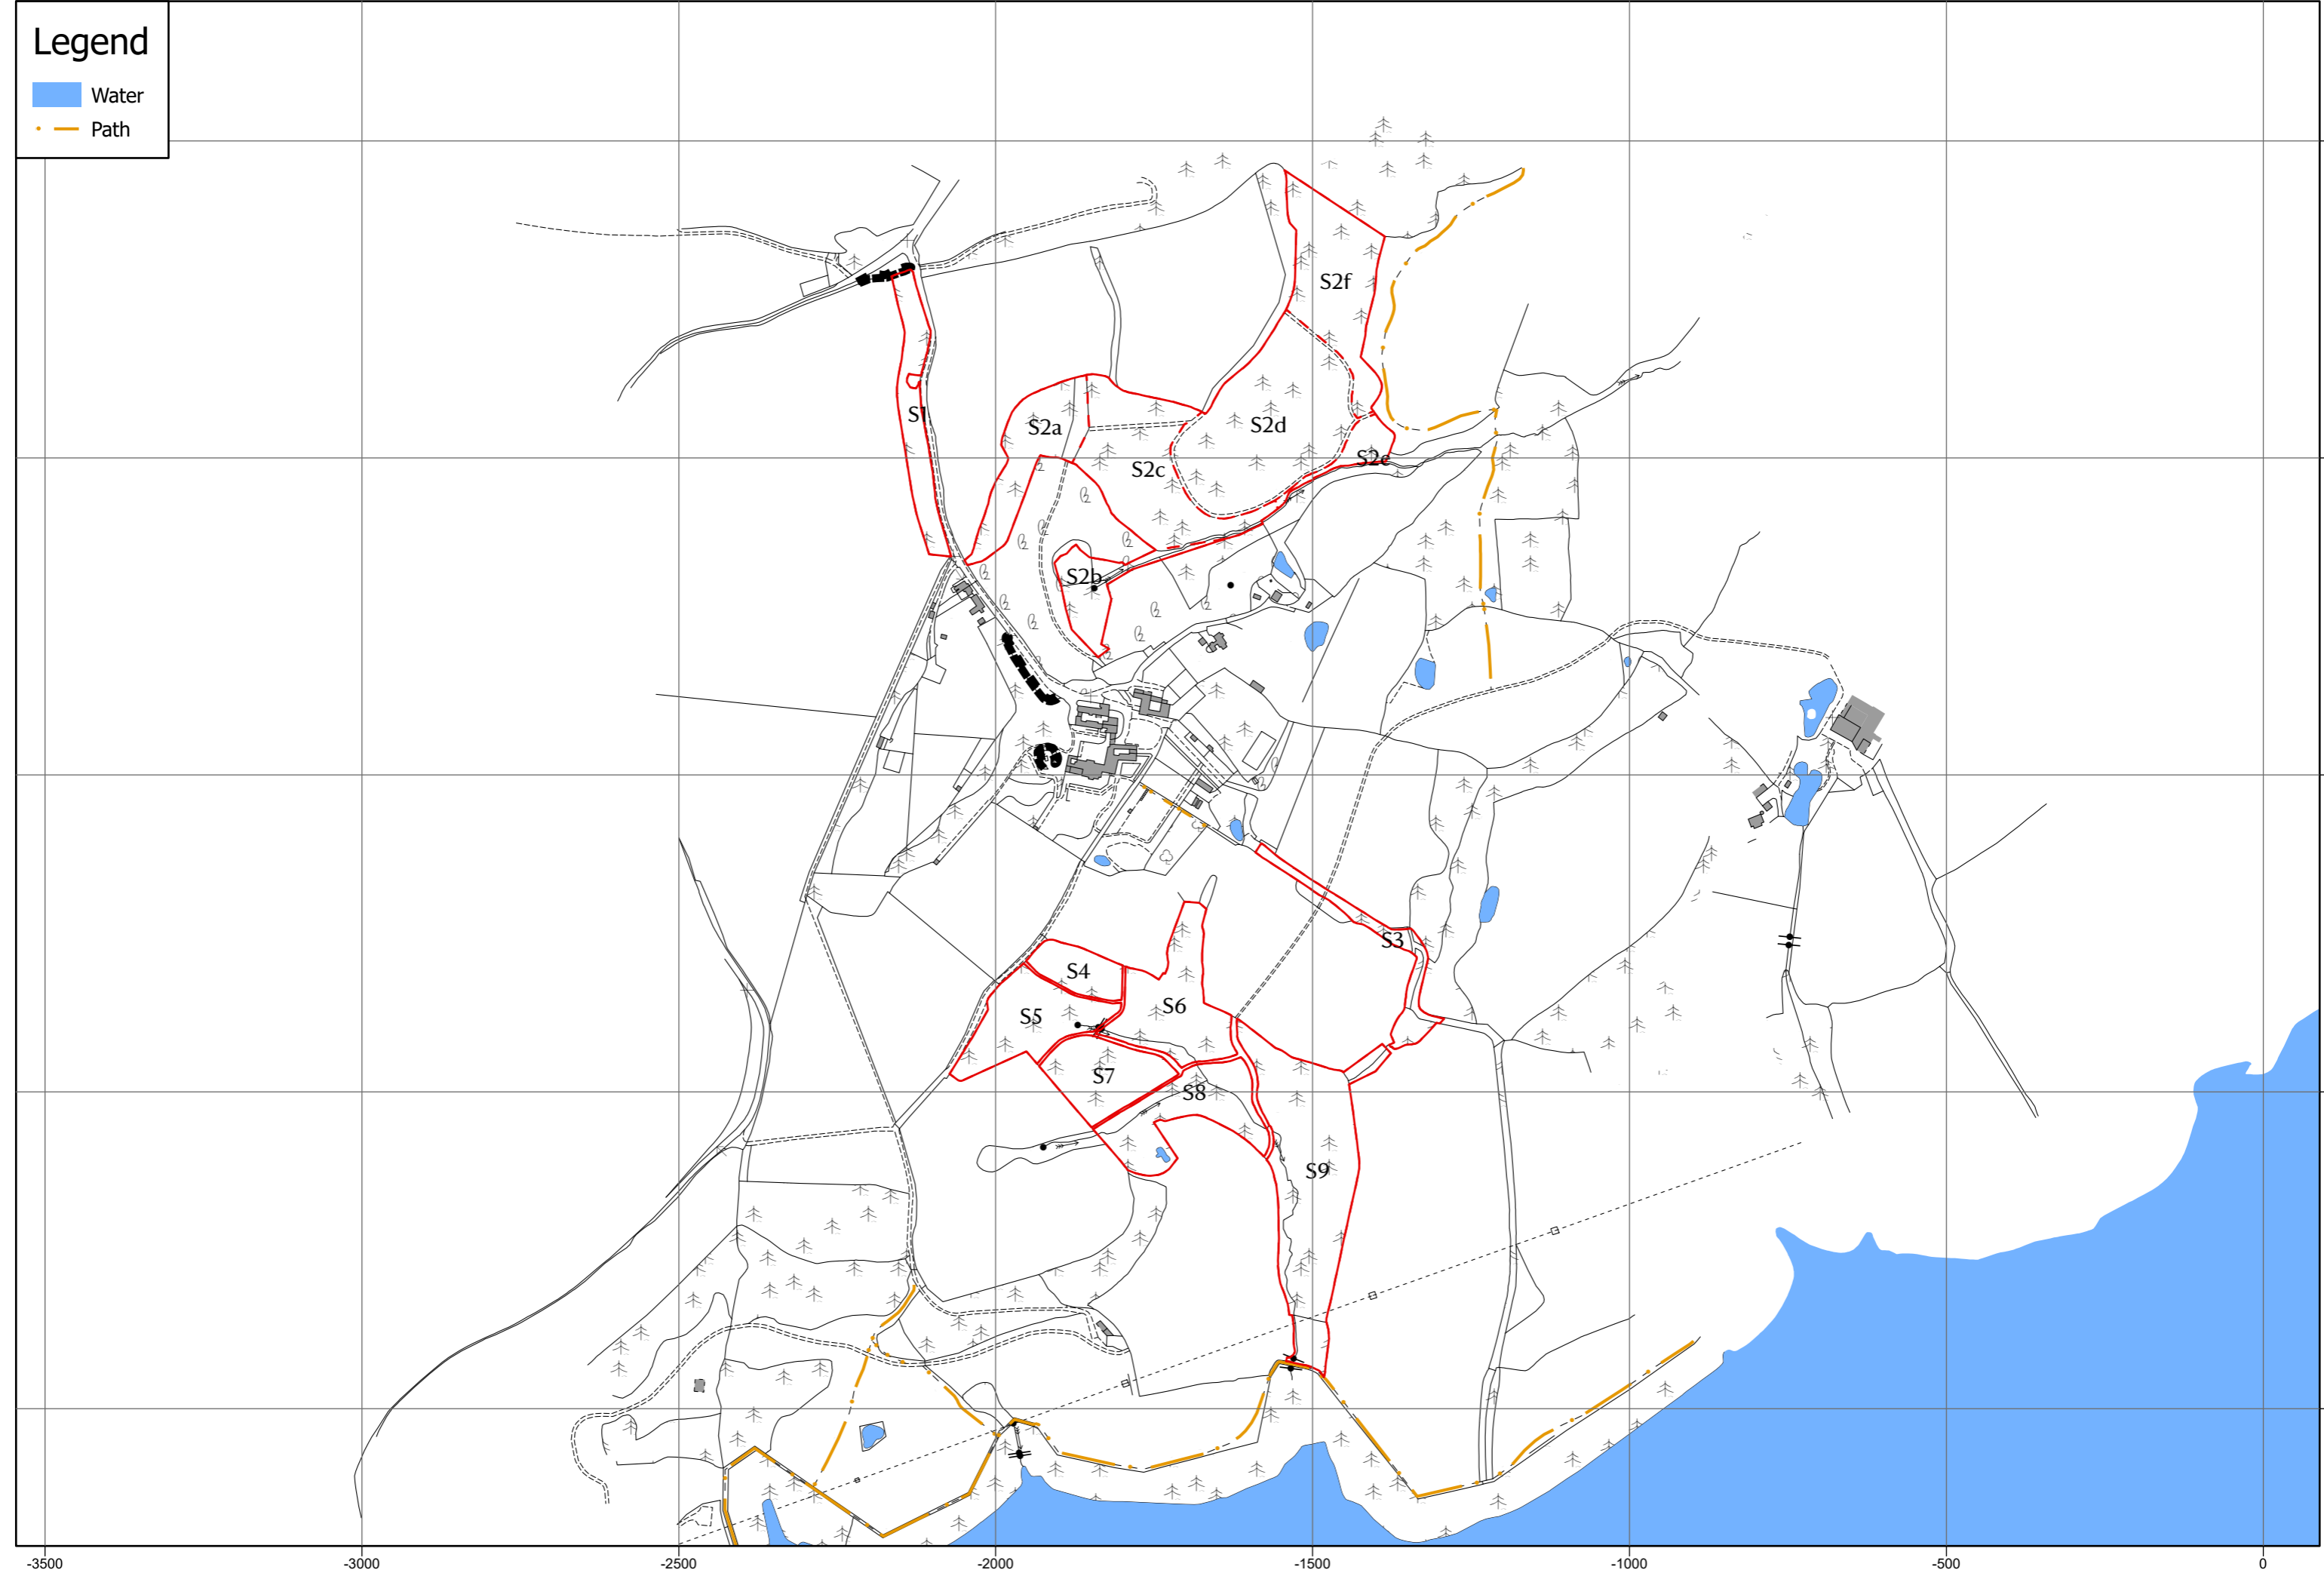 Legend
Water
Path
S2f
S1
S2a
S2d
S2c
S2e
S2b
S3
S4
S6
S5
S7
S8
S9
-3500
-3000
-2500
-2000
-1500
-1000
-500
0